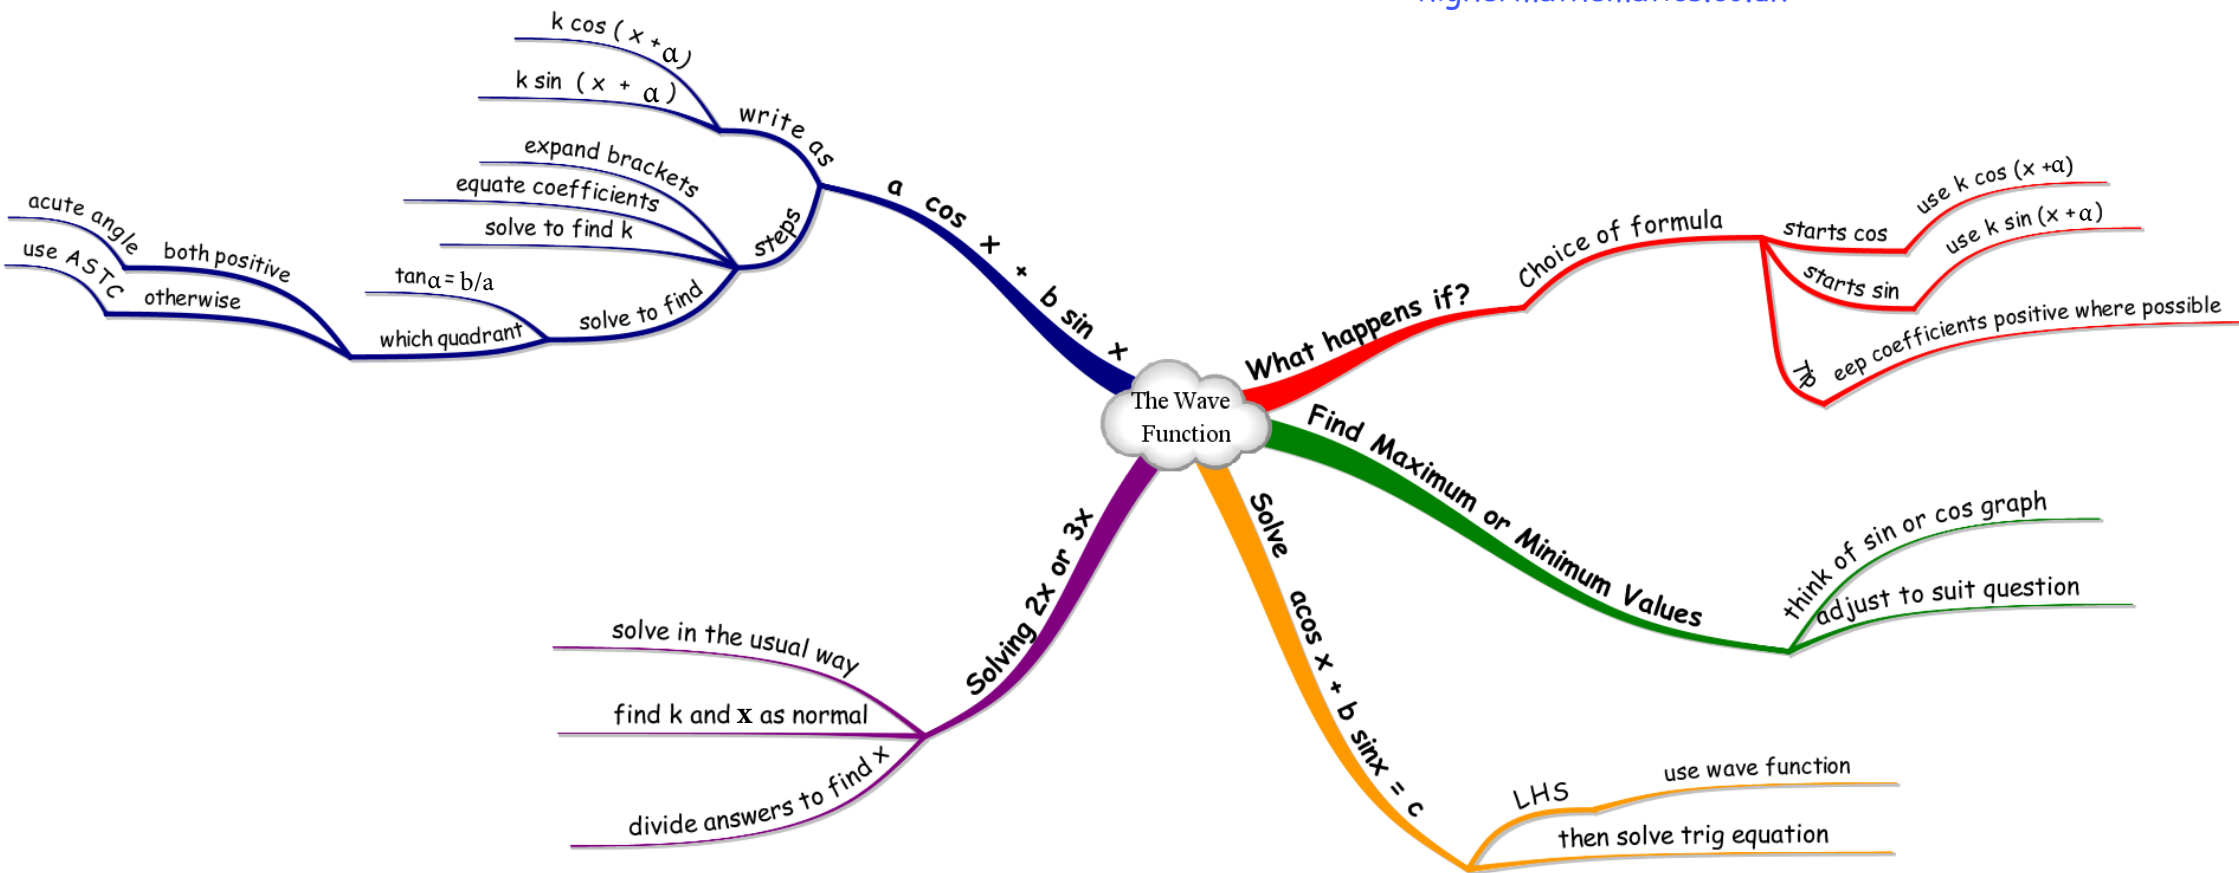 highermathematics.co.uk
k cos ( x + α )
k sin ( x + α )
write as
expand brackets
equate coefficients
solve to find k
steps
tanα = b/a
solve to find
which quadrant
both positive
acute angle
otherwise
use ASTC
a cos x + b sin x
The Wave
Function
What happens if?
Choice of formula
starts cos
use k cos (x +α)
starts sin
use k sin (x +α)
Tip
eep coefficients positive where possible
Find Maximum or Minimum Values
think of sin or cos graph
adjust to suit question
Solve acos x + b sinx = c
LHS
use wave function
then solve trig equation
Solving 2x or 3x
solve in the usual way
find k and x as normal
divide answers to find x